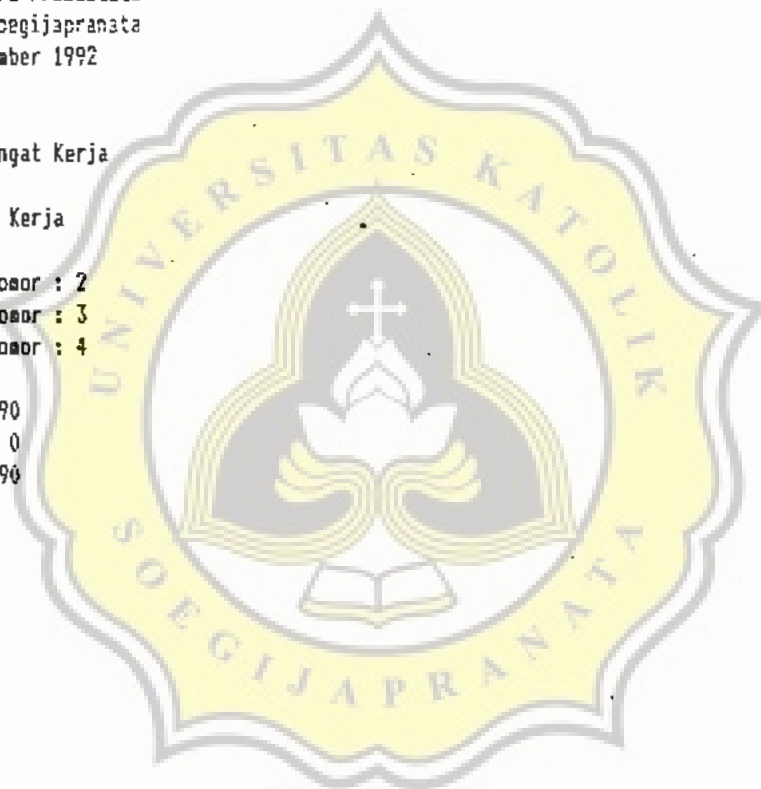 oegijapranata
mber 1992
ngat Kerja
Kerja
omor : 2
omor : 3
omor : 4
90
0
90
UNIVERSITAS KATOLIK
SOEGIJAPRANATA